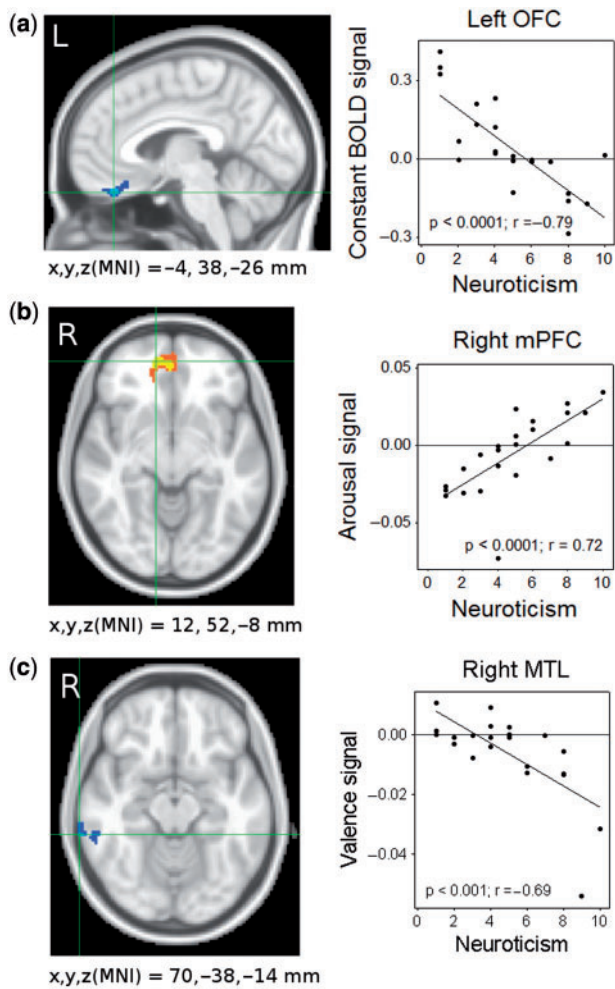 (a)
L
x,y,z(MNI) = −4, 38, −26 mm
Left OFC
Constant BOLD signal
0.3
0.0
−0.3
p < 0.0001; r =−0.79
0 2 4 6 8 10
Neuroticism
(b)
R
x,y,z(MNI) = 12, 52, −8 mm
Right mPFC
Arousal signal
0.05
0.00
−0.05
p < 0.0001; r = 0.72
0 2 4 6 8 10
Neuroticism
(c)
R
x,y,z(MNI) = 70, −38, −14 mm
Right MTL
Valence signal
0.00
−0.02
−0.04
p < 0.001; r =−0.69
0 2 4 6 8 10
Neuroticism